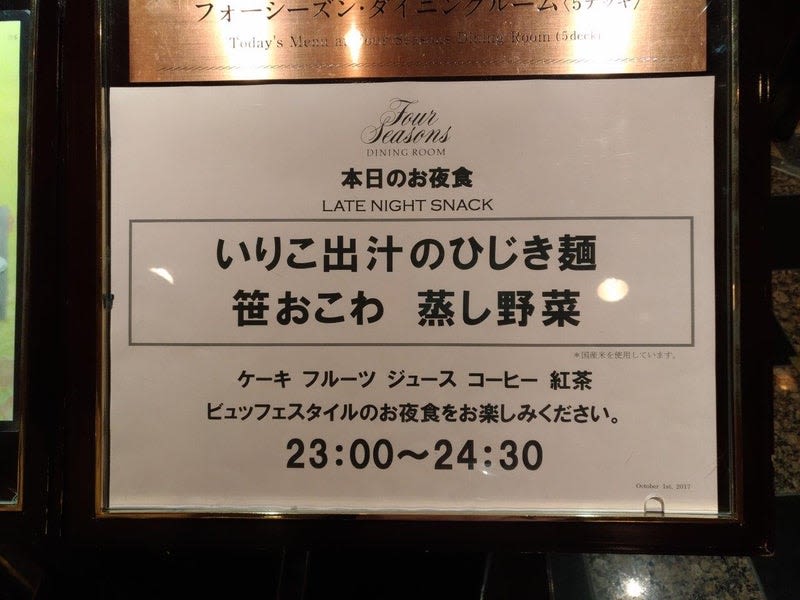 フォーシーズン・ダイニングルーム(5デッキ)
Today's Menu at Four Seasons Dining Room (5deck)
Four
Seasons
DINING ROOM
本日のお夜食
LATE NIGHT SNACK
いりこ出汁のひじき麺
笹おこわ 蒸し野菜
＊国産米を使用しています。
ケーキ フルーツ ジュース コーヒー 紅茶
ビュッフェスタイルのお夜食をお楽しみください。
23:00～24:30
October 1st, 2017